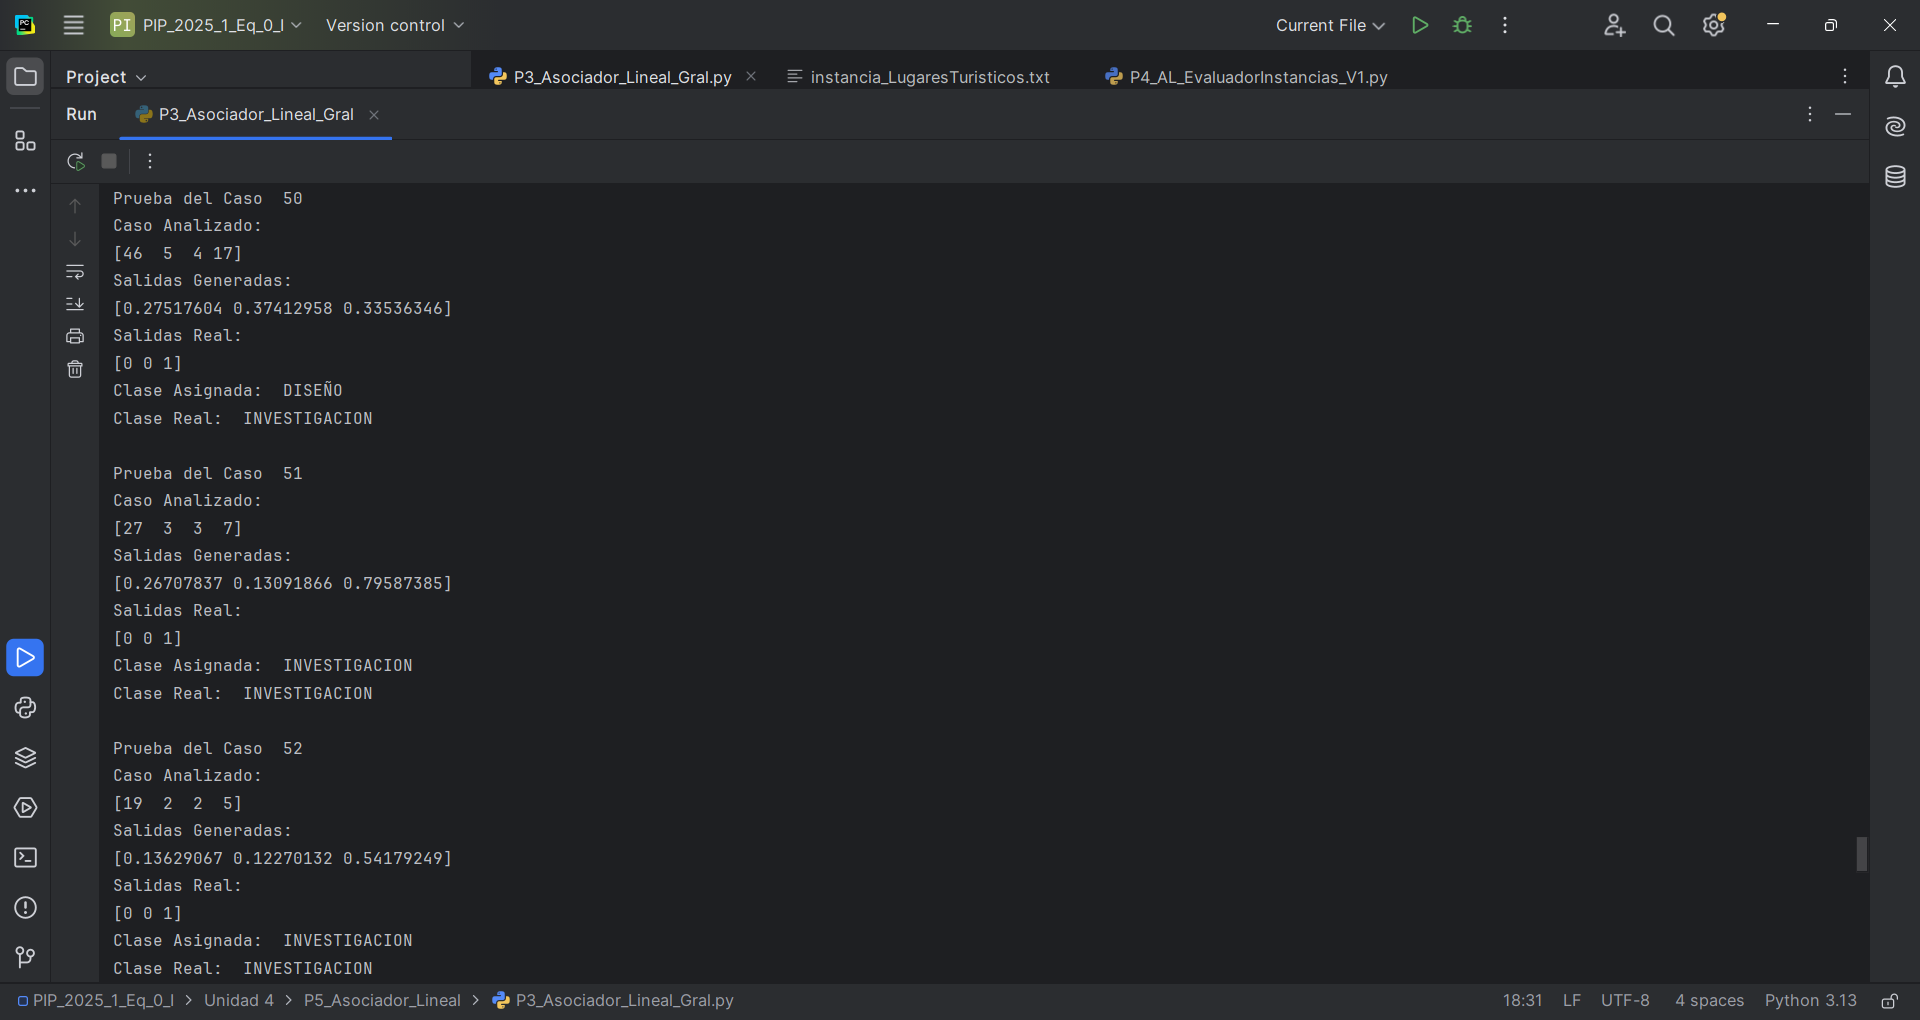 PI PIP_2025_1_Eq_0_I Version control Current File
Project P3_Asociador_Lineal_Gral.py instancia_LugaresTuristicos.txt P4_AL_EvaluadorInstancias_V1.py
Run P3_Asociador_Lineal_Gral
Prueba del Caso  50
Caso Analizado:
[46  5  4 17]
Salidas Generadas:
[0.27517604 0.37412958 0.33536346]
Salidas Real:
[0 0 1]
Clase Asignada:  DISEÑO
Clase Real:  INVESTIGACION
Prueba del Caso  51
Caso Analizado:
[27  3  3  7]
Salidas Generadas:
[0.26707837 0.13091866 0.79587385]
Salidas Real:
[0 0 1]
Clase Asignada:  INVESTIGACION
Clase Real:  INVESTIGACION
Prueba del Caso  52
Caso Analizado:
[19  2  2  5]
Salidas Generadas:
[0.13629067 0.12270132 0.54179249]
Salidas Real:
[0 0 1]
Clase Asignada:  INVESTIGACION
Clase Real:  INVESTIGACION
PIP_2025_1_Eq_0_I > Unidad 4 > P5_Asociador_Lineal > P3_Asociador_Lineal_Gral.py 18:31 LF UTF-8 4 spaces Python 3.13